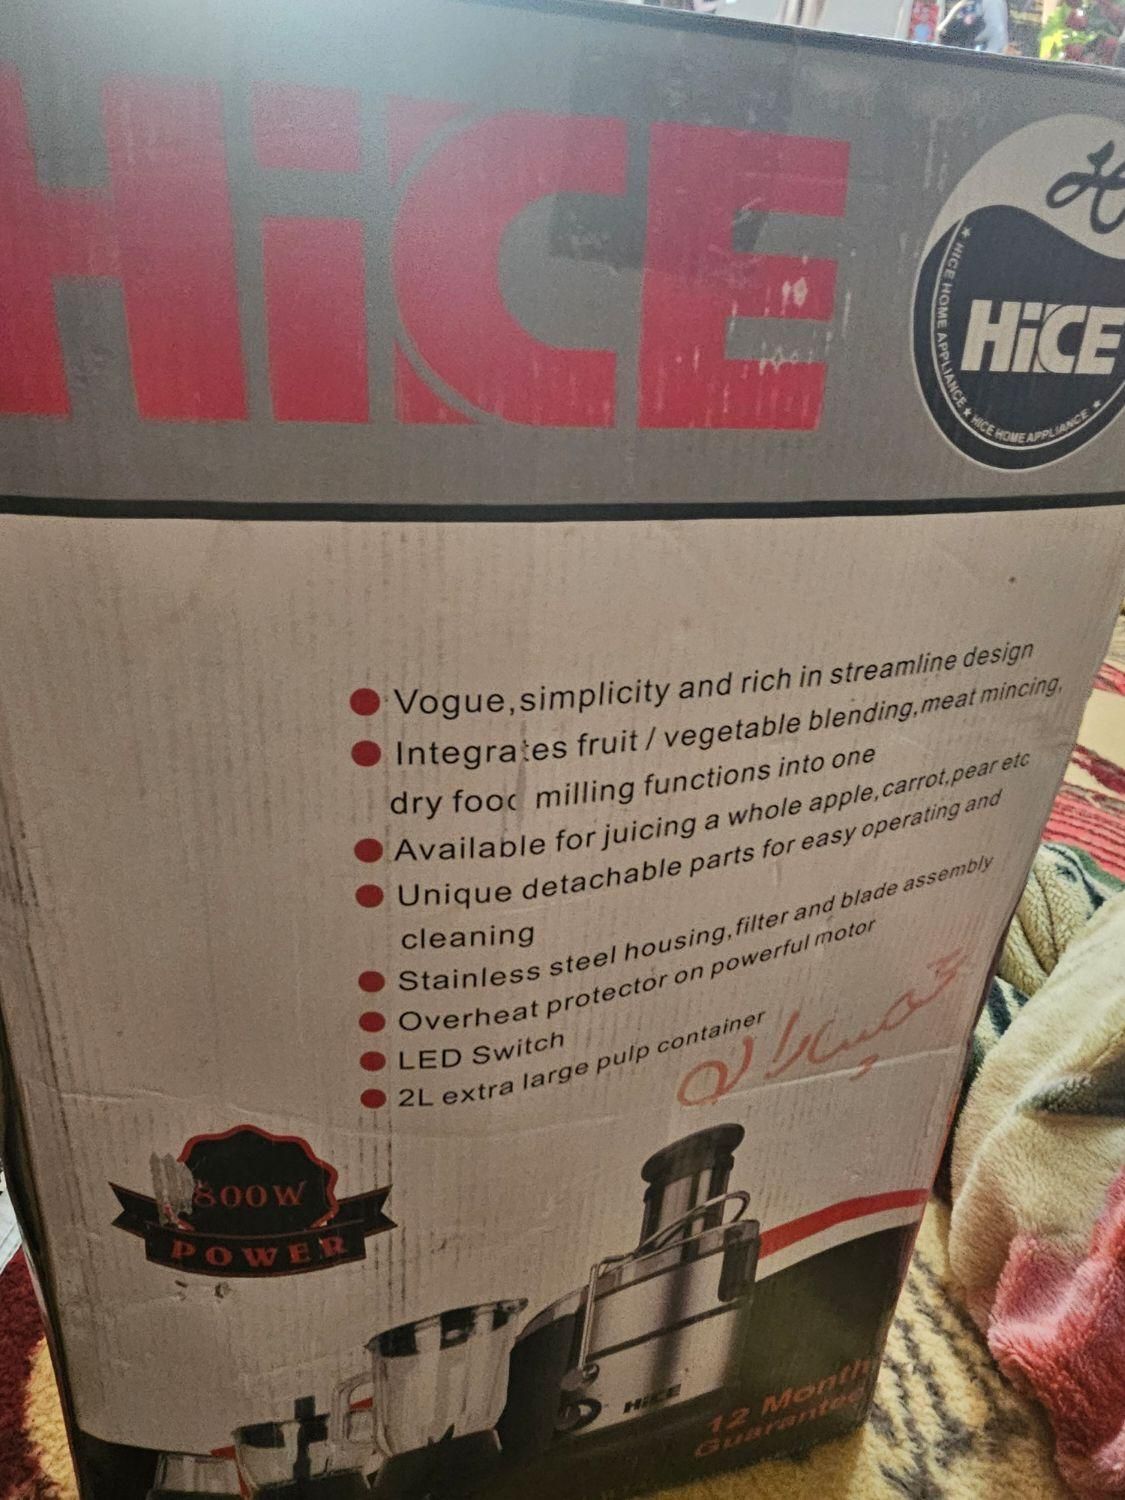 HiCE
H
HiCE
★ HICE HOME APPLIANCE ★ HICE HOME APPLIANCE ★
● Vogue,simplicity and rich in streamline design
● Integrates fruit / vegetable blending,meat mincing,
dry food milling functions into one
● Available for juicing a whole apple,carrot,pear etc
● Unique detachable parts for easy operating and
cleaning
● Stainless steel housing,filter and blade assembly
● Overheat protector on powerful motor
● LED Switch
● 2L extra large pulp container
800W
POWER
HiCE
12 Month
Guarantee